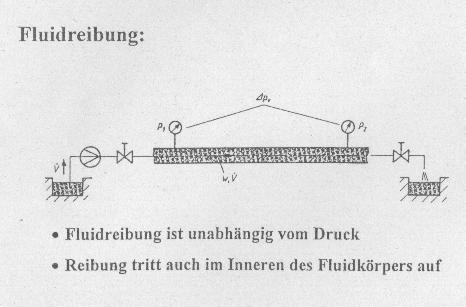 Fluidreibung:
Δpᵥ
p₁
p₂
V̇
w, V̇
• Fluidreibung ist unabhängig vom Druck
• Reibung tritt auch im Inneren des Fluidkörpers auf